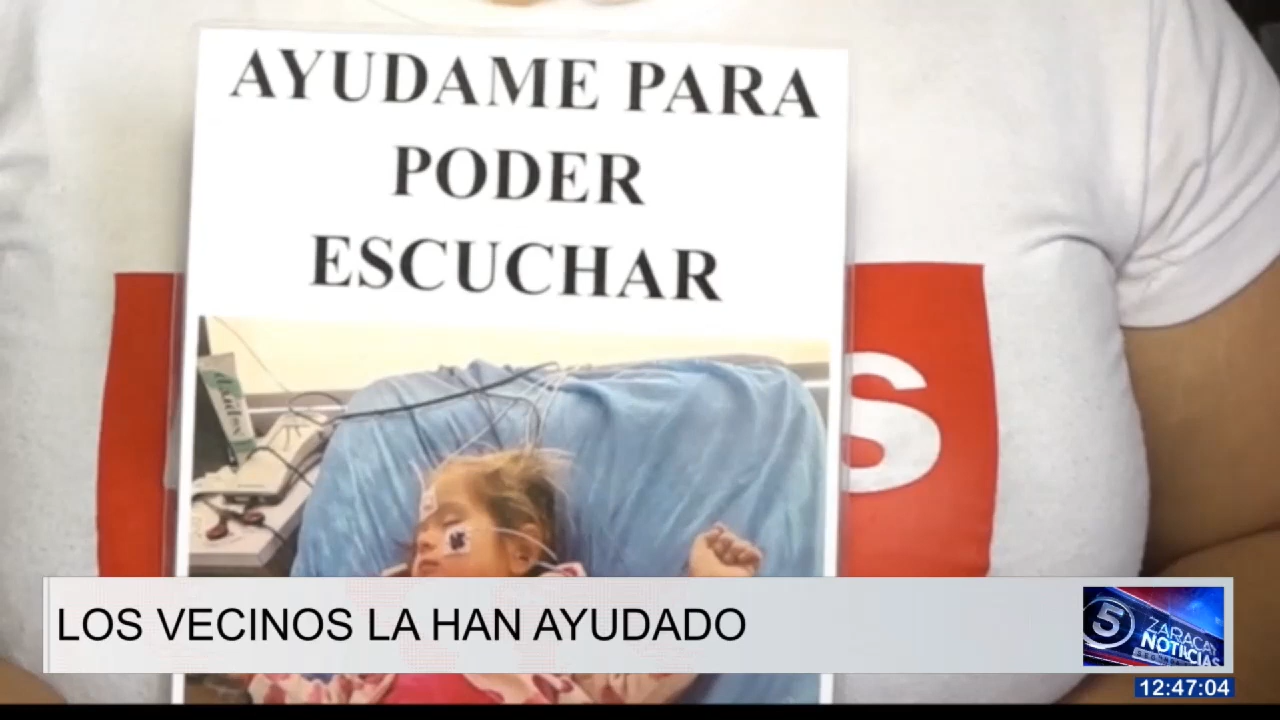 AYUDAME PARA
PODER
ESCUCHAR
S
LOS VECINOS LA HAN AYUDADO
5
ZARACAY
NOTICIAS
12:47:04